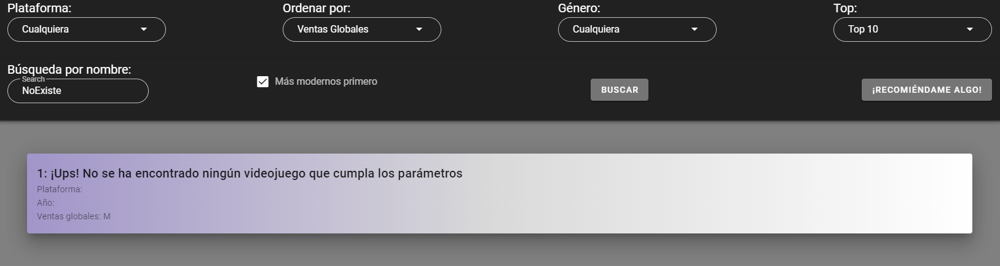 Plataforma:
Ordenar por:
Género:
Top:
Cualquiera
Ventas Globales
Cualquiera
Top 10
Búsqueda por nombre:
Search
NoExiste
Más modernos primero
BUSCAR
¡RECOMIÉNDAME ALGO!
1: ¡Ups! No se ha encontrado ningún videojuego que cumpla los parámetros
Plataforma:
Año:
Ventas globales: M